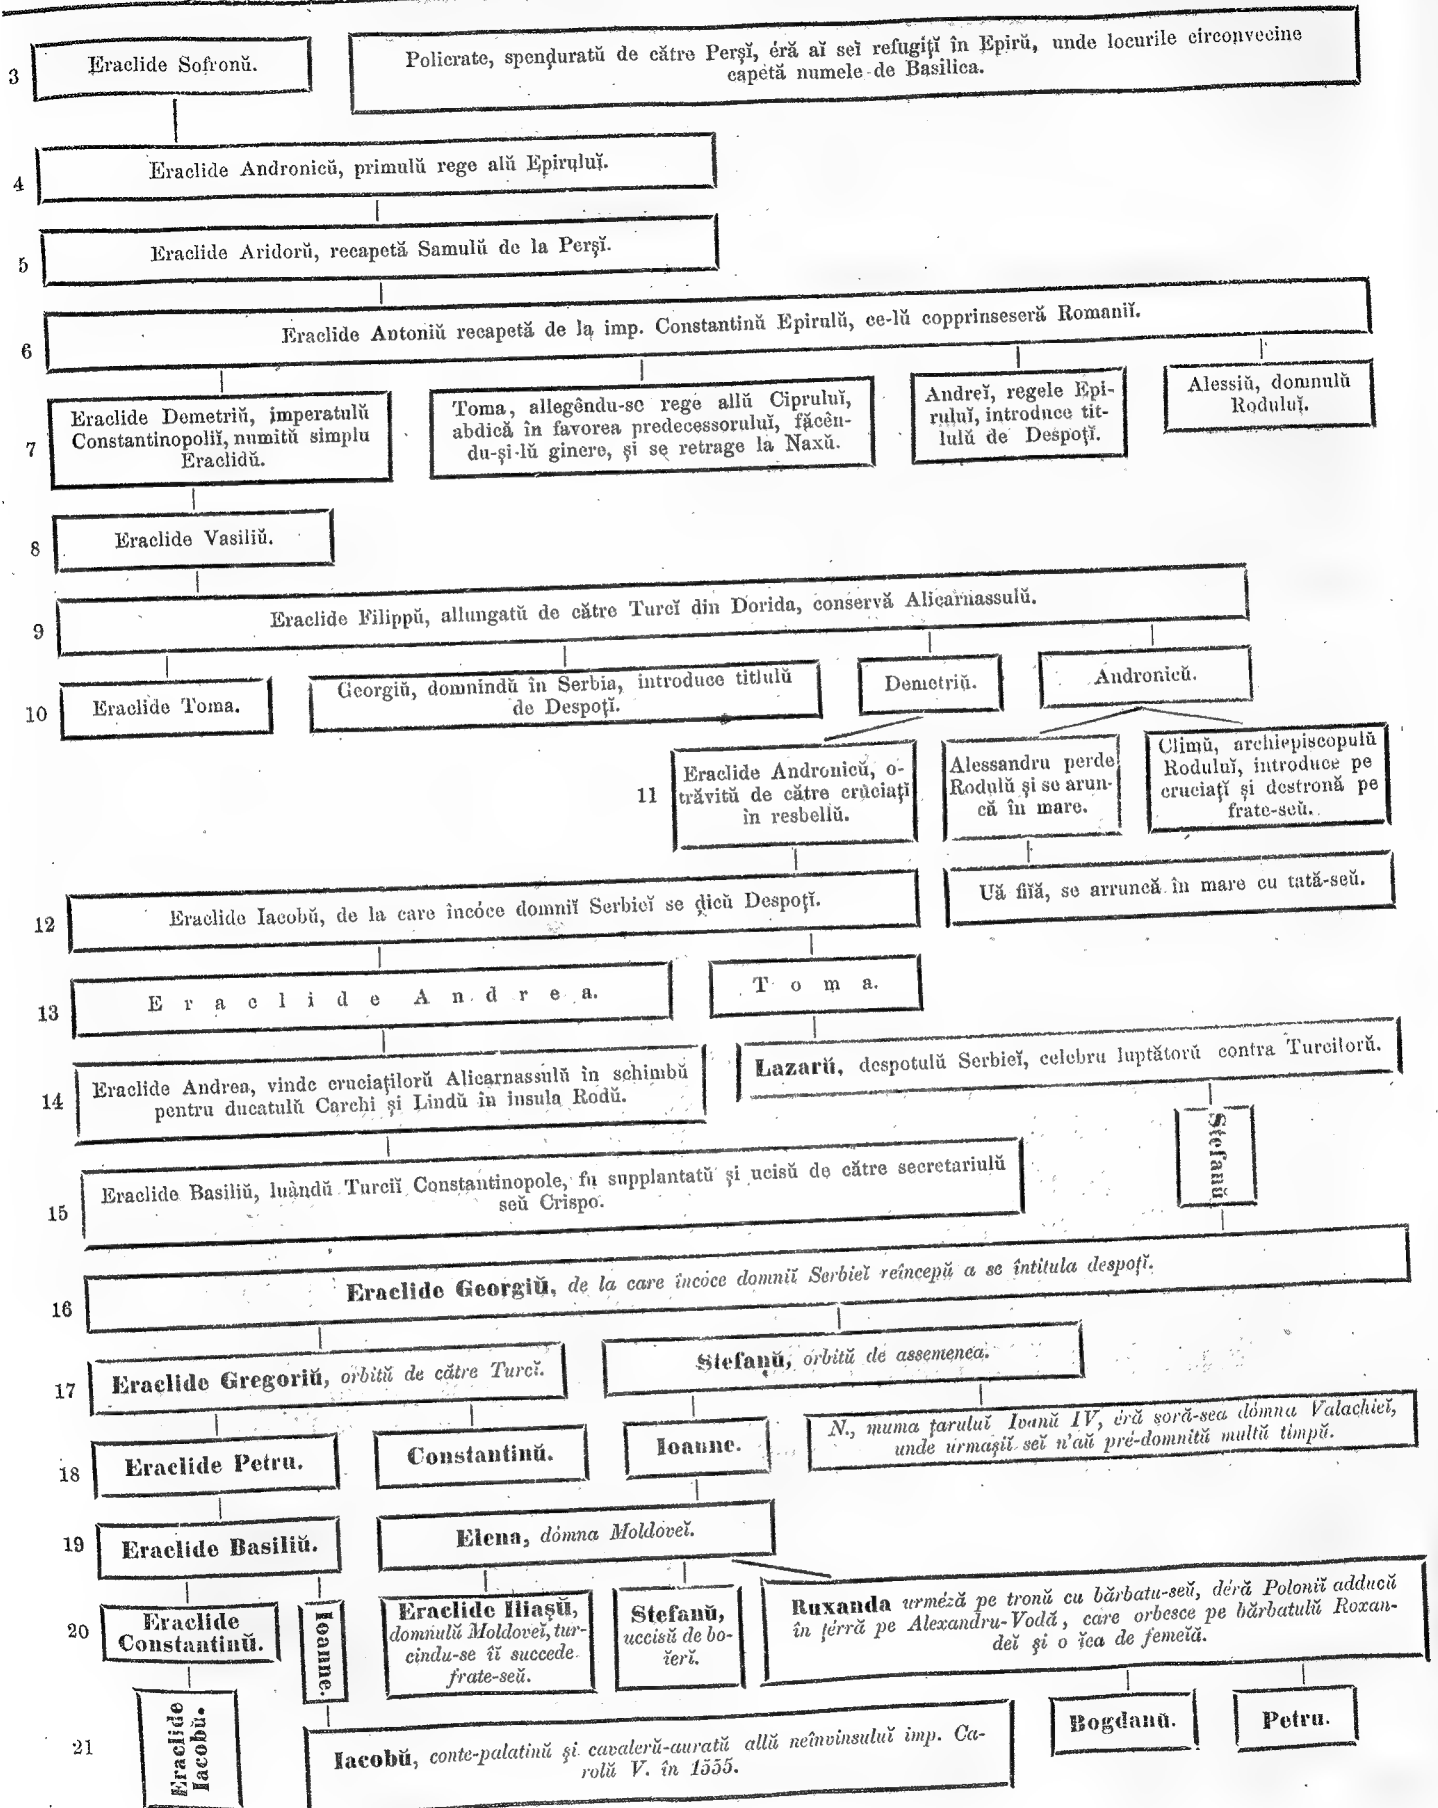 3
Eraclide Sofronŭ.
Policrate, spenḑuratŭ de către Perşĭ, éră aĭ seĭ refugiţĭ în Epirŭ, unde locurile circonvecine
capetă numele de Basilica.
4
Eraclide Andronicŭ, primulŭ rege alŭ Epiruluĭ.
5
Eraclide Aridorŭ, recapetă Samulŭ de la Perşĭ.
6
Eraclide Antoniŭ recapetă de la imp. Constantinŭ Epirulŭ, ce-lŭ copprinseseră Romaniĭ.
7
Eraclide Demetriŭ, imperatulŭ
Constantinopoliĭ, numitŭ simplu
Eraclidŭ.
Toma, allegêndu-se rege allŭ Cipruluĭ,
abdică în favorea predecessoruluĭ, făcên-
du-şi-lŭ ginere, şi se retrage la Naxŭ.
Andreĭ, regele Epi-
ruluĭ, introduce tit-
lulŭ de Despoţĭ.
Alessiŭ, domnulŭ
Roduluĭ.
8
Eraclide Vasiliŭ.
9
Eraclide Filippŭ, allungatŭ de către Turcĭ din Dorida, conservă Alicarnassulŭ.
10
Eraclide Toma.
Georgiŭ, domnindŭ în Serbia, introduce titlulŭ
de Despoţĭ.
Demetriŭ.
Andronicŭ.
11
Eraclide Andronicŭ, o-
trăvitŭ de către cruciaţĭ
în resbellŭ.
Alessandru perde
Rodulŭ şi se arun-
că în mare.
Climŭ, archiepiscopulŭ
Roduluĭ, introduce pe
cruciaţĭ şi destronă pe
frate-seŭ.
12
Eraclide Iacobŭ, de la care încóce domniĭ Serbieĭ se ḑicŭ Despoţĭ.
Uă fiĭă, se arruncă în mare cu tată-seŭ.
13
Eraclide Andrea.
Toma.
14
Eraclide Andrea, vinde cruciaţilorŭ Alicarnassulŭ în schimbŭ
pentru ducatulŭ Carchi şi Lindŭ in insula Rodŭ.
Lazarŭ, despotulŭ Serbieĭ, celebru luptătorŭ contra Turcilorŭ.
Stefanŭ
15
Eraclide Basiliŭ, luândŭ Turciĭ Constantinopole, fu supplantatŭ şi ucisŭ de către secretariulŭ
seŭ Crispo.
16
Eraclide Georgiŭ, de la care încóce domniĭ Serbieĭ reîncepŭ a se întitula despoţĭ.
17
Eraclide Gregoriŭ, orbitŭ de către Turcĭ.
Stefanŭ, orbitŭ de assemenea.
18
Eraclide Petru.
Constantinŭ.
Ioanne.
N., muma ţaruluĭ Ivanŭ IV, éră soră-sea dómna Valachieĭ,
unde urmaşiĭ seĭ n'aŭ pré-domnitŭ multŭ timpŭ.
19
Eraclide Basiliŭ.
Elena, dómna Moldoveĭ.
20
Eraclide
Constantinŭ.
Ioanne.
Eraclide Iliaşŭ,
domnulŭ Moldoveĭ, tur-
cindu-se îĭ succede
frate-seŭ.
Stefanŭ,
uccisŭ de bo-
ĭerĭ.
Ruxanda urméză pe tronŭ cu bărbatu-seŭ, déră Poloniĭ adducŭ
în ţérră pe Alexandru-Vodă, care orbesce pe bărbatulŭ Roxan-
deĭ şi o ĭea de femeĭă.
21
Eraclide
Iacobŭ.
Iacobŭ, conte-palatinŭ şi cavalerŭ-auratŭ allŭ neînvinsuluĭ imp. Ca-
rolŭ V. în 1555.
Bogdanŭ.
Petru.